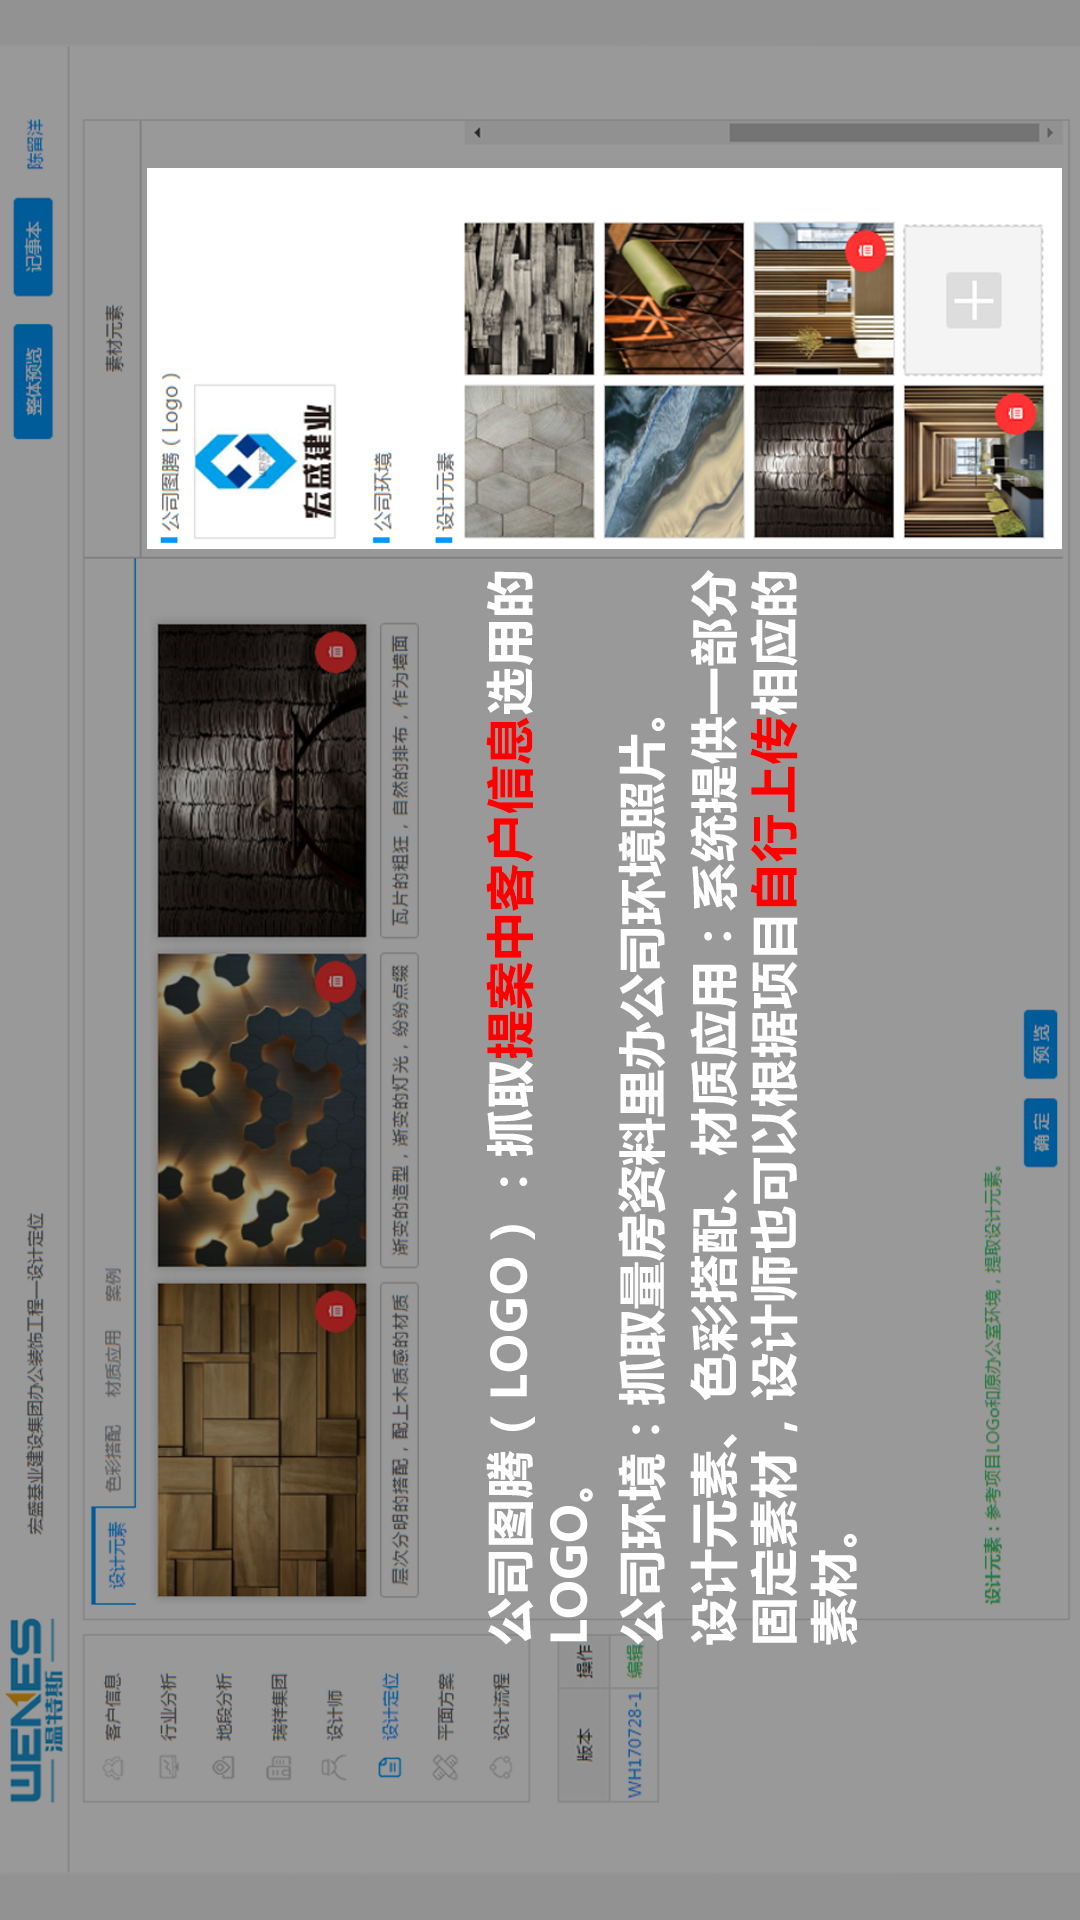 WENES
温特斯
宏盛基业建设集团办公装饰工程—设计定位
整体预览
记事本
陈留洋
客户信息
行业分析
地段分析
瑞祥集团
设计师
设计定位
平面方案
设计流程
版本
操作
WH170728-1
编辑
设计元素
色彩搭配
材质应用
案例
层次分明的搭配，配上木质感的材质
渐变的造型，渐变的灯光，纷纷点缀
瓦片的粗狂，自然的排布，作为墙面
公司图腾（LOGO）：抓取提案中客户信息选用的
LOGO。
公司环境：抓取量房资料里办公司环境照片。
设计元素、色彩搭配、材质应用：系统提供一部分
固定素材，设计师也可以根据项目自行上传相应的
素材。
设计元素：参考项目LOGo和原办公室环境，提取设计元素。
确定
预览
素材元素
公司图腾（Logo）
宏盛建业
公司环境
设计元素